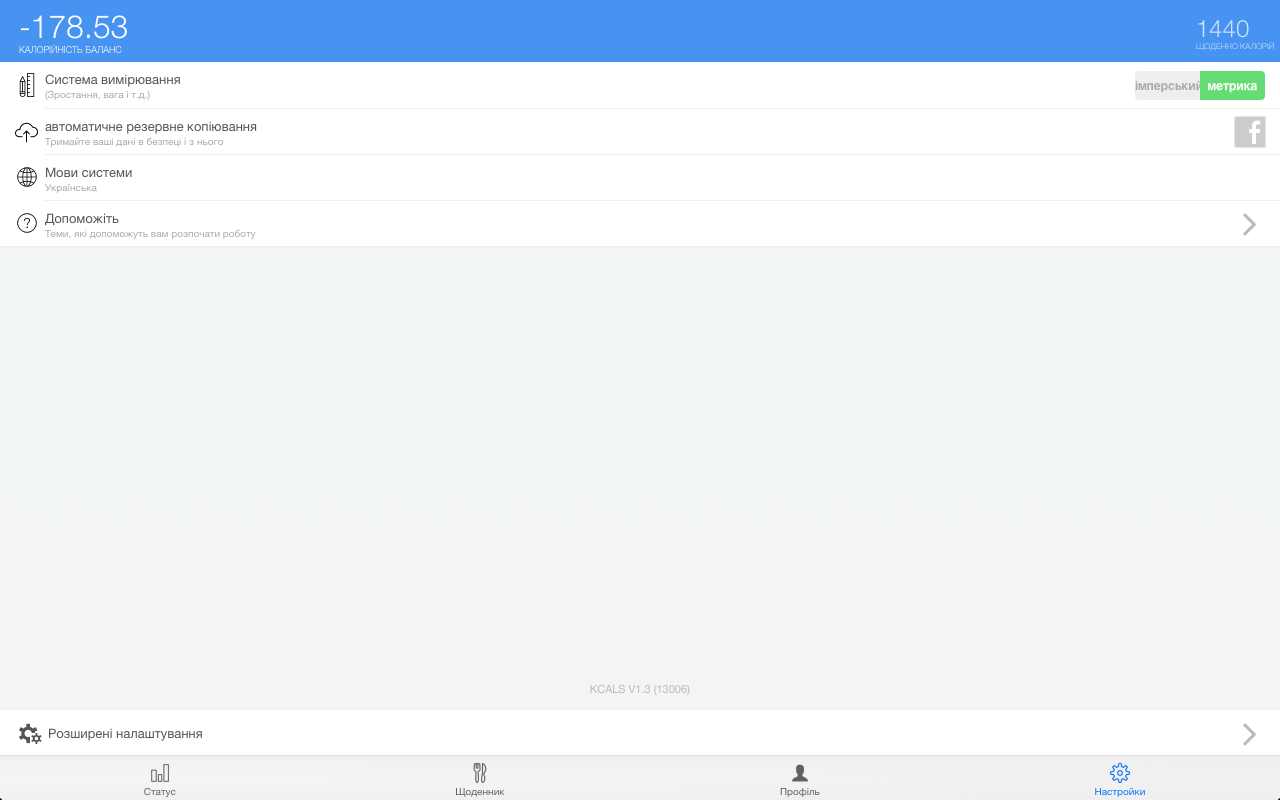 -178.53
КАЛОРІЙНІСТЬ БАЛАНС
1440
ЩОДЕННО КАЛОРІЙ
Система вимірювання
(Зростання, вага і т.д.)
імперський
метрика
автоматичне резервне копіювання
Тримайте ваші дані в безпеці і з нього
Мови системи
Українська
Допоможіть
Теми, які допоможуть вам розпочати роботу
KCALS V1.3 (13006)
Розширені налаштування
Статус
Щоденник
Профіль
Настройки